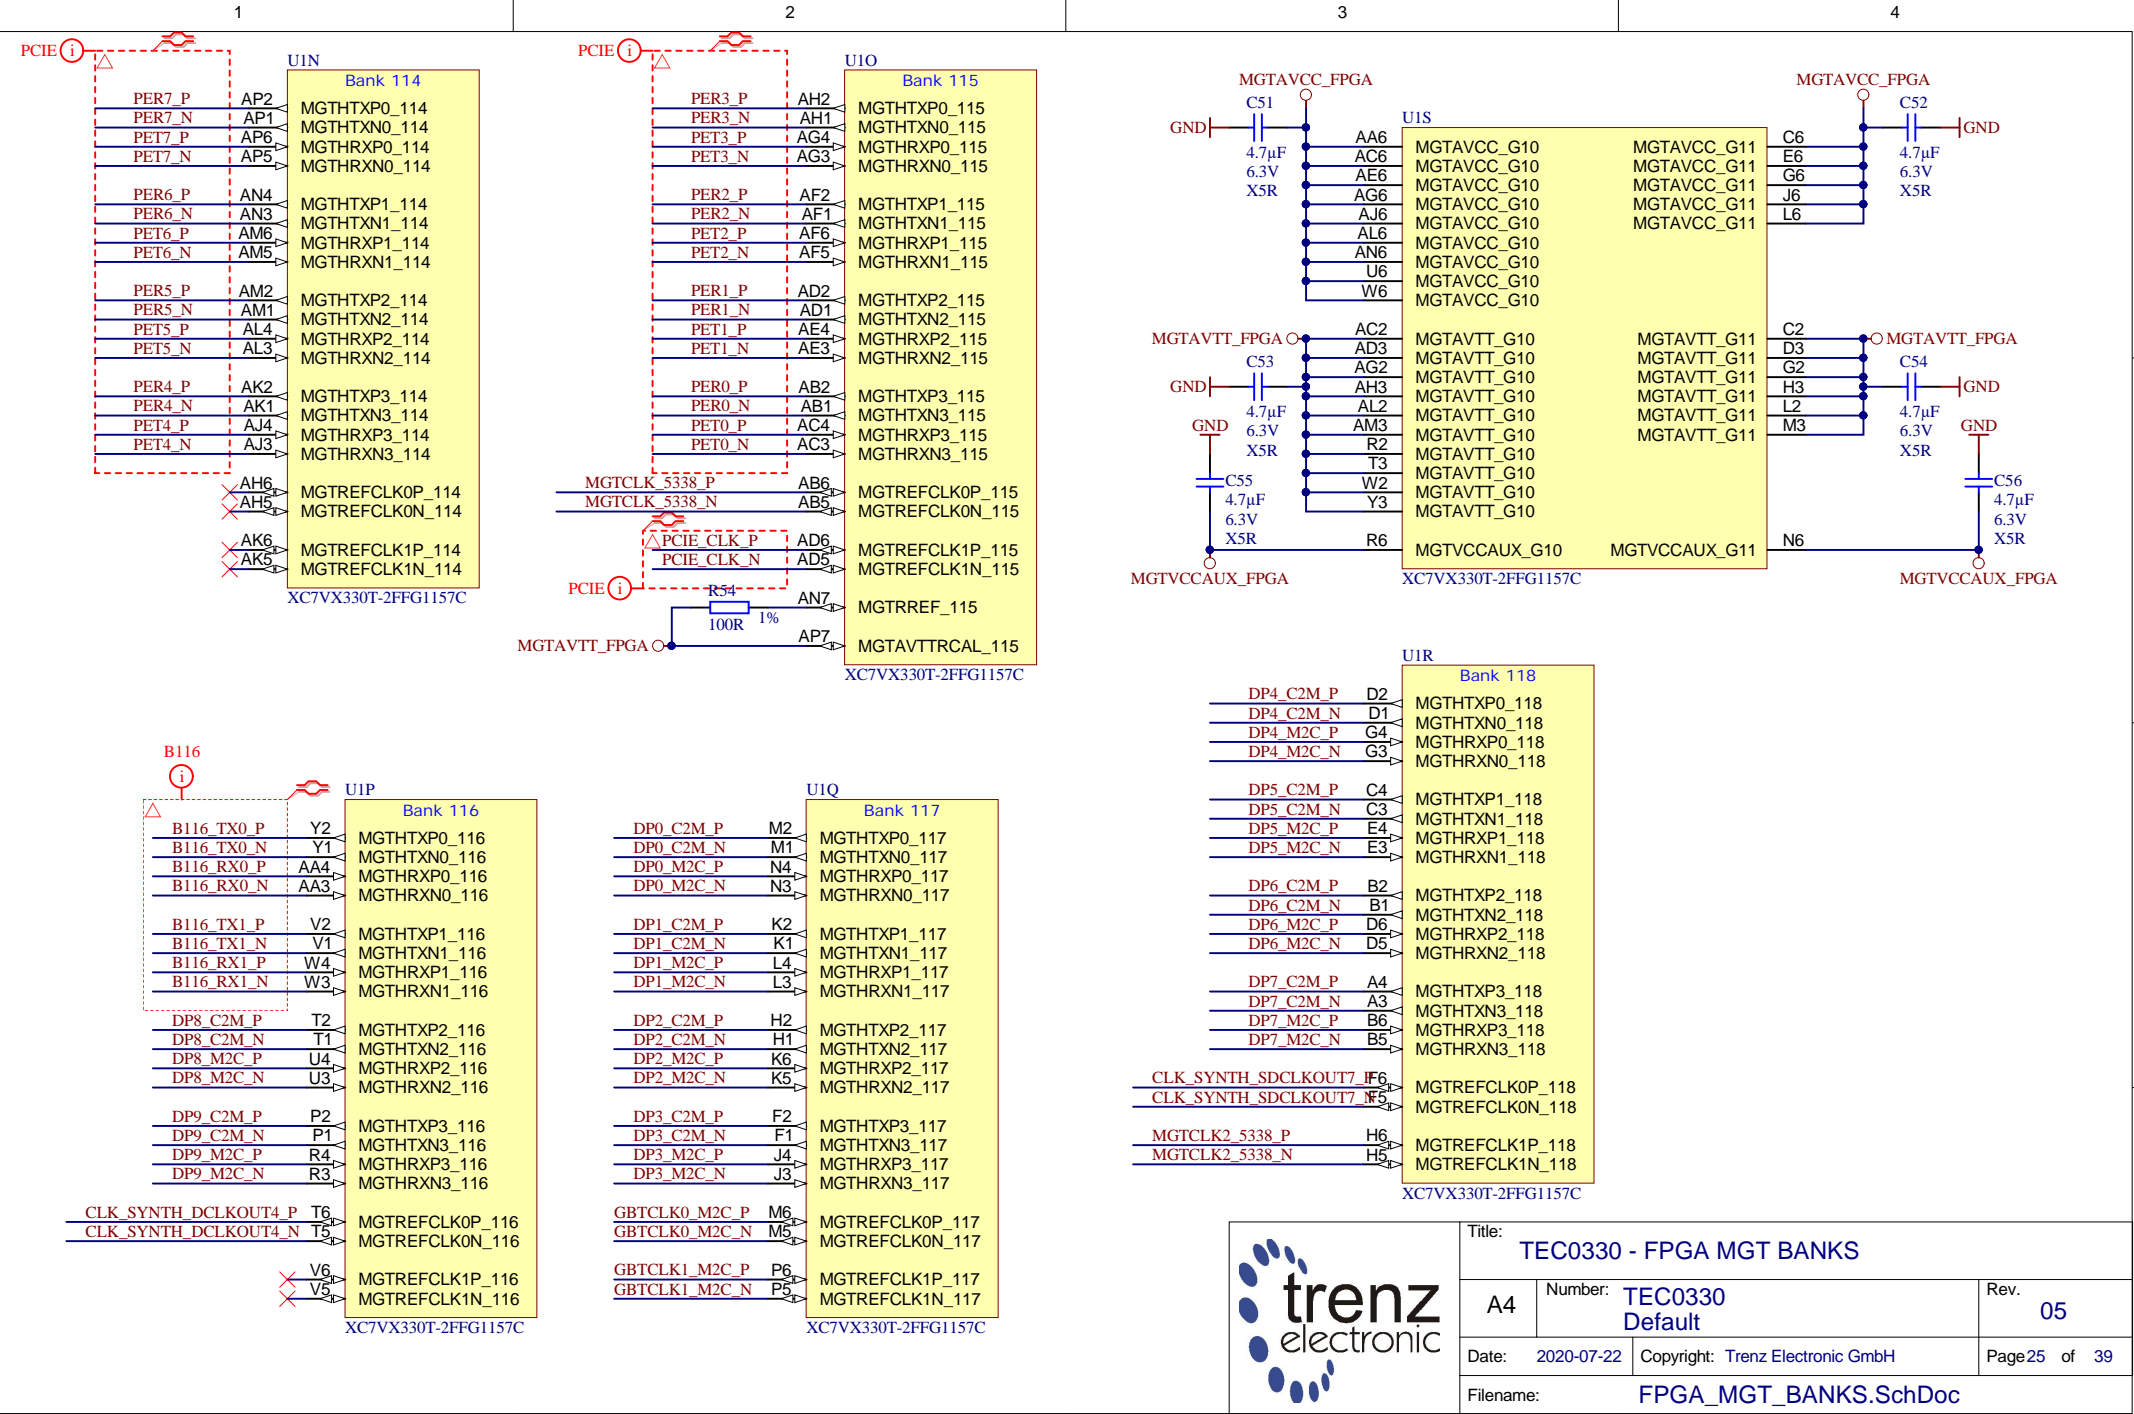 1 2 3 4
PCIE i
U1N
Bank 114
PER7_P AP2 MGTHTXP0_114
PER7_N AP1 MGTHTXN0_114
PET7_P AP6 MGTHRXP0_114
PET7_N AP5 MGTHRXN0_114
PER6_P AN4 MGTHTXP1_114
PER6_N AN3 MGTHTXN1_114
PET6_P AM6 MGTHRXP1_114
PET6_N AM5 MGTHRXN1_114
PER5_P AM2 MGTHTXP2_114
PER5_N AM1 MGTHTXN2_114
PET5_P AL4 MGTHRXP2_114
PET5_N AL3 MGTHRXN2_114
PER4_P AK2 MGTHTXP3_114
PER4_N AK1 MGTHTXN3_114
PET4_P AJ4 MGTHRXP3_114
PET4_N AJ3 MGTHRXN3_114
AH6 MGTREFCLK0P_114
AH5 MGTREFCLK0N_114
AK6 MGTREFCLK1P_114
AK5 MGTREFCLK1N_114
XC7VX330T-2FFG1157C
PCIE i
U1O
Bank 115
PER3_P AH2 MGTHTXP0_115
PER3_N AH1 MGTHTXN0_115
PET3_P AG4 MGTHRXP0_115
PET3_N AG3 MGTHRXN0_115
PER2_P AF2 MGTHTXP1_115
PER2_N AF1 MGTHTXN1_115
PET2_P AF6 MGTHRXP1_115
PET2_N AF5 MGTHRXN1_115
PER1_P AD2 MGTHTXP2_115
PER1_N AD1 MGTHTXN2_115
PET1_P AE4 MGTHRXP2_115
PET1_N AE3 MGTHRXN2_115
PER0_P AB2 MGTHTXP3_115
PER0_N AB1 MGTHTXN3_115
PET0_P AC4 MGTHRXP3_115
PET0_N AC3 MGTHRXN3_115
MGTCLK_5338_P AB6 MGTREFCLK0P_115
MGTCLK_5338_N AB5 MGTREFCLK0N_115
PCIE_CLK_P AD6 MGTREFCLK1P_115
PCIE_CLK_N AD5 MGTREFCLK1N_115
PCIE i
R54
100R 1%
AN7 MGTRREF_115
MGTAVTT_FPGA AP7 MGTAVTTRCAL_115
XC7VX330T-2FFG1157C
MGTAVCC_FPGA
C51
GND
4.7µF
6.3V
X5R
MGTAVCC_FPGA
C52
GND
4.7µF
6.3V
X5R
U1S
AA6 MGTAVCC_G10 MGTAVCC_G11 C6
AC6 MGTAVCC_G10 MGTAVCC_G11 E6
AE6 MGTAVCC_G10 MGTAVCC_G11 G6
AG6 MGTAVCC_G10 MGTAVCC_G11 J6
AJ6 MGTAVCC_G10 MGTAVCC_G11 L6
AL6 MGTAVCC_G10
AN6 MGTAVCC_G10
U6 MGTAVCC_G10
W6 MGTAVCC_G10
MGTAVTT_FPGA AC2 MGTAVTT_G10 MGTAVTT_G11 C2 MGTAVTT_FPGA
AD3 MGTAVTT_G10 MGTAVTT_G11 D3
AG2 MGTAVTT_G10 MGTAVTT_G11 G2
AH3 MGTAVTT_G10 MGTAVTT_G11 H3
AL2 MGTAVTT_G10 MGTAVTT_G11 L2
AM3 MGTAVTT_G10 MGTAVTT_G11 M3
R2 MGTAVTT_G10
T3 MGTAVTT_G10
W2 MGTAVTT_G10
Y3 MGTAVTT_G10
R6 MGTVCCAUX_G10 MGTVCCAUX_G11 N6
XC7VX330T-2FFG1157C
C53
GND
4.7µF
6.3V
X5R
C54
GND
4.7µF
6.3V
X5R
GND
C55
4.7µF
6.3V
X5R
MGTVCCAUX_FPGA
GND
C56
4.7µF
6.3V
X5R
MGTVCCAUX_FPGA
B116
i
U1P
Bank 116
B116_TX0_P Y2 MGTHTXP0_116
B116_TX0_N Y1 MGTHTXN0_116
B116_RX0_P AA4 MGTHRXP0_116
B116_RX0_N AA3 MGTHRXN0_116
B116_TX1_P V2 MGTHTXP1_116
B116_TX1_N V1 MGTHTXN1_116
B116_RX1_P W4 MGTHRXP1_116
B116_RX1_N W3 MGTHRXN1_116
DP8_C2M_P T2 MGTHTXP2_116
DP8_C2M_N T1 MGTHTXN2_116
DP8_M2C_P U4 MGTHRXP2_116
DP8_M2C_N U3 MGTHRXN2_116
DP9_C2M_P P2 MGTHTXP3_116
DP9_C2M_N P1 MGTHTXN3_116
DP9_M2C_P R4 MGTHRXP3_116
DP9_M2C_N R3 MGTHRXN3_116
CLK_SYNTH_DCLKOUT4_P T6 MGTREFCLK0P_116
CLK_SYNTH_DCLKOUT4_N T5 MGTREFCLK0N_116
V6 MGTREFCLK1P_116
V5 MGTREFCLK1N_116
XC7VX330T-2FFG1157C
U1Q
Bank 117
DP0_C2M_P M2 MGTHTXP0_117
DP0_C2M_N M1 MGTHTXN0_117
DP0_M2C_P N4 MGTHRXP0_117
DP0_M2C_N N3 MGTHRXN0_117
DP1_C2M_P K2 MGTHTXP1_117
DP1_C2M_N K1 MGTHTXN1_117
DP1_M2C_P L4 MGTHRXP1_117
DP1_M2C_N L3 MGTHRXN1_117
DP2_C2M_P H2 MGTHTXP2_117
DP2_C2M_N H1 MGTHTXN2_117
DP2_M2C_P K6 MGTHRXP2_117
DP2_M2C_N K5 MGTHRXN2_117
DP3_C2M_P F2 MGTHTXP3_117
DP3_C2M_N F1 MGTHTXN3_117
DP3_M2C_P J4 MGTHRXP3_117
DP3_M2C_N J3 MGTHRXN3_117
GBTCLK0_M2C_P M6 MGTREFCLK0P_117
GBTCLK0_M2C_N M5 MGTREFCLK0N_117
GBTCLK1_M2C_P P6 MGTREFCLK1P_117
GBTCLK1_M2C_N P5 MGTREFCLK1N_117
XC7VX330T-2FFG1157C
U1R
Bank 118
DP4_C2M_P D2 MGTHTXP0_118
DP4_C2M_N D1 MGTHTXN0_118
DP4_M2C_P G4 MGTHRXP0_118
DP4_M2C_N G3 MGTHRXN0_118
DP5_C2M_P C4 MGTHTXP1_118
DP5_C2M_N C3 MGTHTXN1_118
DP5_M2C_P E4 MGTHRXP1_118
DP5_M2C_N E3 MGTHRXN1_118
DP6_C2M_P B2 MGTHTXP2_118
DP6_C2M_N B1 MGTHTXN2_118
DP6_M2C_P D6 MGTHRXP2_118
DP6_M2C_N D5 MGTHRXN2_118
DP7_C2M_P A4 MGTHTXP3_118
DP7_C2M_N A3 MGTHTXN3_118
DP7_M2C_P B6 MGTHRXP3_118
DP7_M2C_N B5 MGTHRXN3_118
CLK_SYNTH_SDCLKOUT7_P F6 MGTREFCLK0P_118
CLK_SYNTH_SDCLKOUT7_N F5 MGTREFCLK0N_118
MGTCLK2_5338_P H6 MGTREFCLK1P_118
MGTCLK2_5338_N H5 MGTREFCLK1N_118
XC7VX330T-2FFG1157C
trenz
electronic
Title:
TEC0330 - FPGA MGT BANKS
A4 Number: TEC0330
Default
Rev.
05
Date: 2020-07-22 Copyright: Trenz Electronic GmbH Page 25 of 39
Filename: FPGA_MGT_BANKS.SchDoc